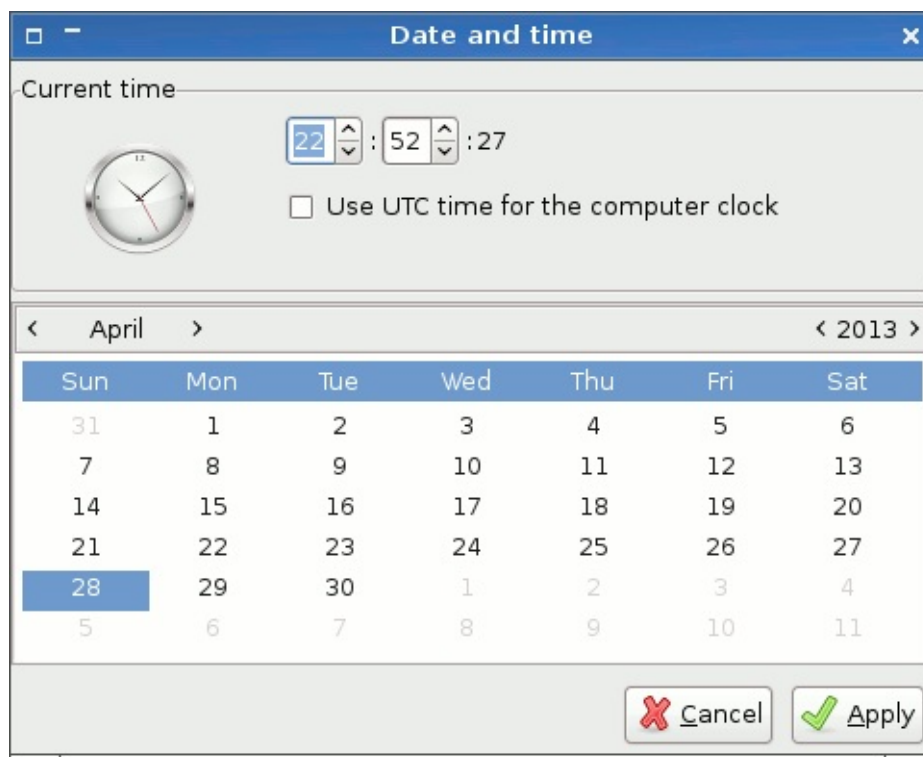 Date and time
Current time
22 : 52 : 27
Use UTC time for the computer clock
< April > < 2013 >
Sun Mon Tue Wed Thu Fri Sat
31 1 2 3 4 5 6
7 8 9 10 11 12 13
14 15 16 17 18 19 20
21 22 23 24 25 26 27
28 29 30 1 2 3 4
5 6 7 8 9 10 11
Cancel Apply